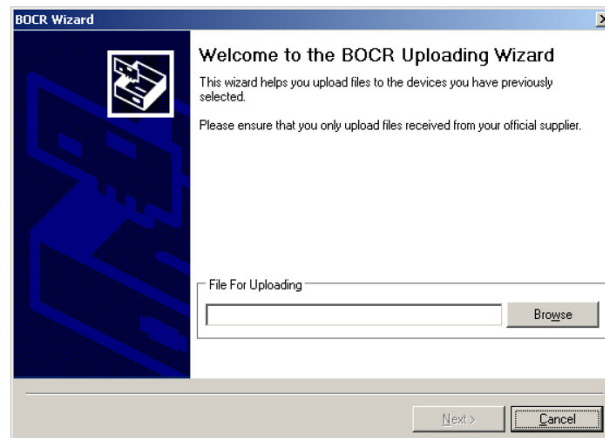 BOCR Wizard
Welcome to the BOCR Uploading Wizard
This wizard helps you upload files to the devices you have previously
selected.
Please ensure that you only upload files received from your official supplier.
File For Uploading
Browse
Next >
Cancel